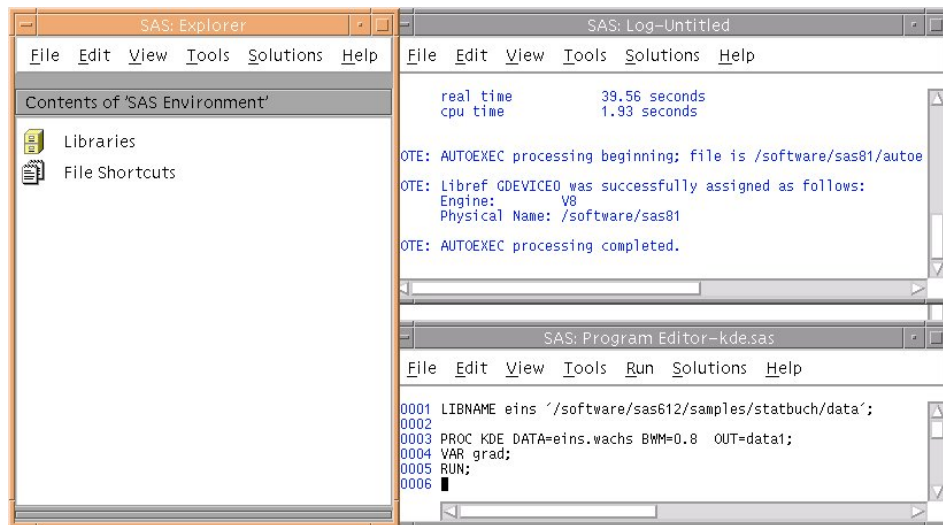 SAS: Explorer
File Edit View Tools Solutions Help
Contents of 'SAS Environment'
Libraries
File Shortcuts
SAS: Log-Untitled
File Edit View Tools Solutions Help
real time 39.56 seconds
cpu time 1.93 seconds
OTE: AUTOEXEC processing beginning; file is /software/sas81/autoe
OTE: Libref GDEVICE0 was successfully assigned as follows:
Engine: V8
Physical Name: /software/sas81
OTE: AUTOEXEC processing completed.
SAS: Program Editor-kde.sas
File Edit View Tools Run Solutions Help
0001 LIBNAME eins ´/software/sas612/samples/statbuch/data´;
0002
0003 PROC KDE DATA=eins.wachs BWM=0.8 OUT=data1;
0004 VAR grad;
0005 RUN;
0006